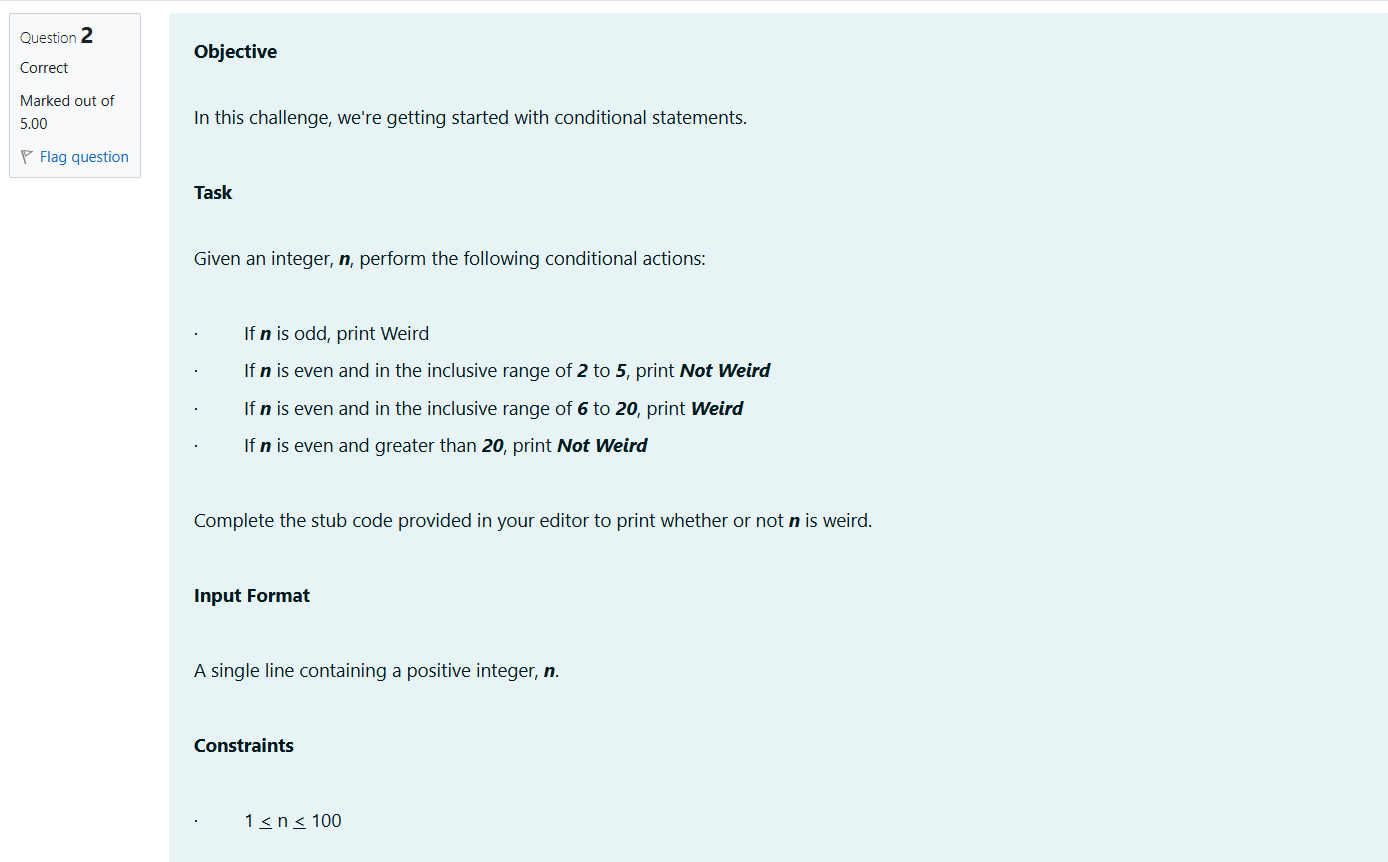 Question 2
Correct
Marked out of
5.00
Flag question
Objective
In this challenge, we're getting started with conditional statements.
Task
Given an integer, n, perform the following conditional actions:
· If n is odd, print Weird
· If n is even and in the inclusive range of 2 to 5, print Not Weird
· If n is even and in the inclusive range of 6 to 20, print Weird
· If n is even and greater than 20, print Not Weird
Complete the stub code provided in your editor to print whether or not n is weird.
Input Format
A single line containing a positive integer, n.
Constraints
· 1 < n < 100